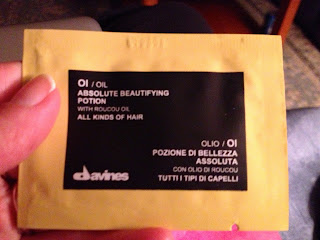 OI / OIL
ABSOLUTE BEAUTIFYING
POTION
WITH ROUCOU OIL
ALL KINDS OF HAIR
OLIO / OI
POZIONE DI BELLEZZA
ASSOLUTA
CON OLIO DI ROUCOU
TUTTI I TIPI DI CAPELLI
davines